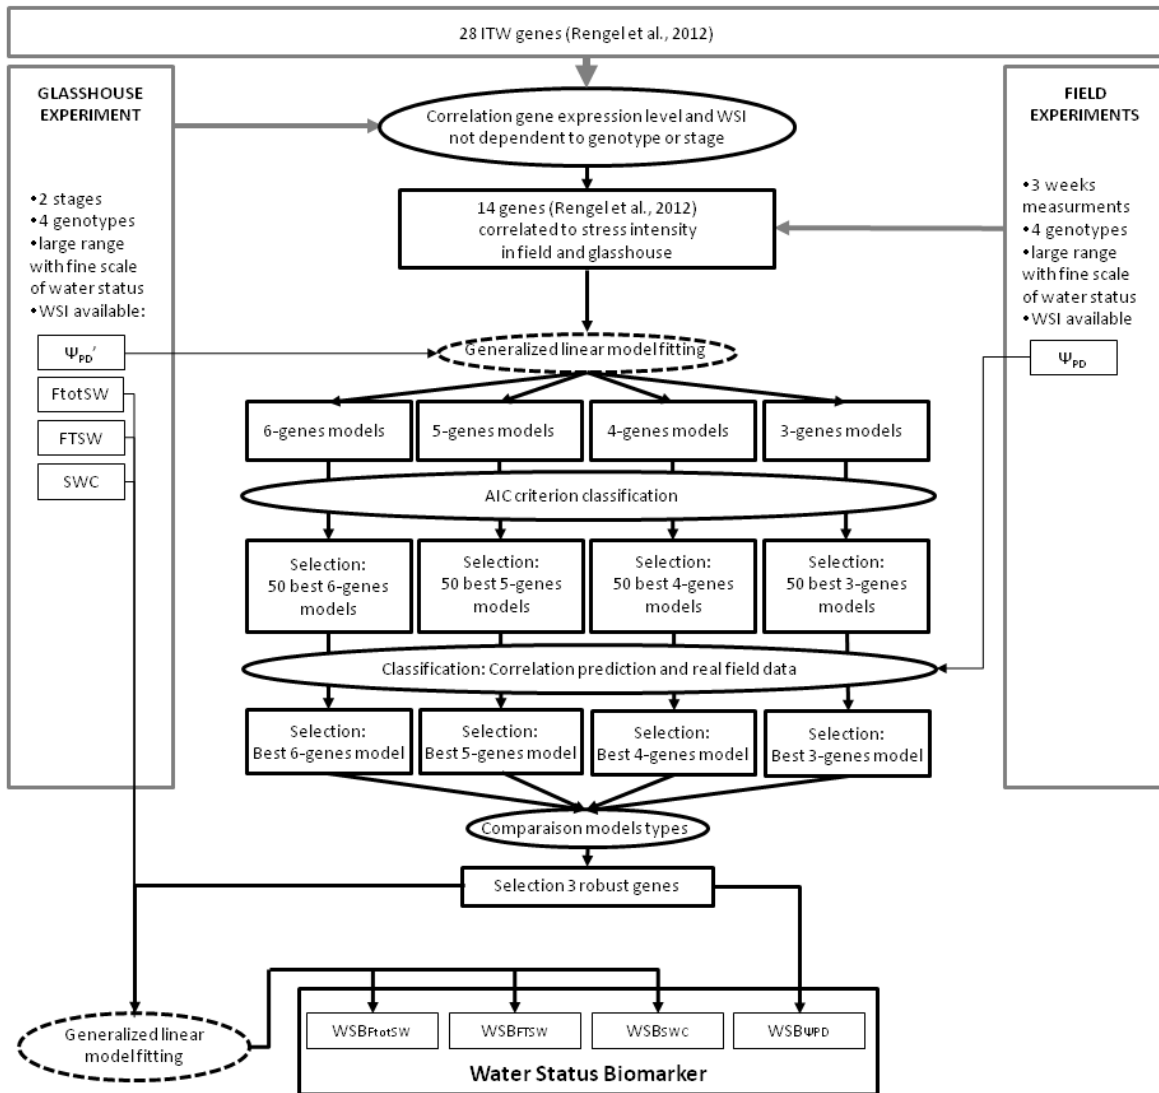 28 ITW genes (Rengel et al., 2012)
GLASSHOUSE
EXPERIMENT
•2 stages
•4 genotypes
•large range
with fine scale
of water status
•WSI available:
Ψ_PD'
FtotSW
FTSW
SWC
FIELD
EXPERIMENTS
•3 weeks
measurments
•4 genotypes
•large range
with fine scale
of water status
•WSI available
Ψ_PD
Correlation gene expression level and WSI
not dependent to genotype or stage
14 genes (Rengel et al., 2012)
correlated to stress intensity
in field and glasshouse
Generalized linear model fitting
6-genes models
5-genes models
4-genes models
3-genes models
AIC criterion classification
Selection:
50 best 6-genes
models
Selection:
50 best 5-genes
models
Selection:
50 best 4-genes
models
Selection:
50 best 3-genes
models
Classification: Correlation prediction and real field data
Selection:
Best 6-genes model
Selection:
Best 5-genes model
Selection:
Best 4-genes model
Selection:
Best 3-genes model
Comparaison models types
Selection 3 robust genes
Generalized linear
model fitting
WSBFtotSW
WSBFTSW
WSBSWC
WSBΨPD
Water Status Biomarker